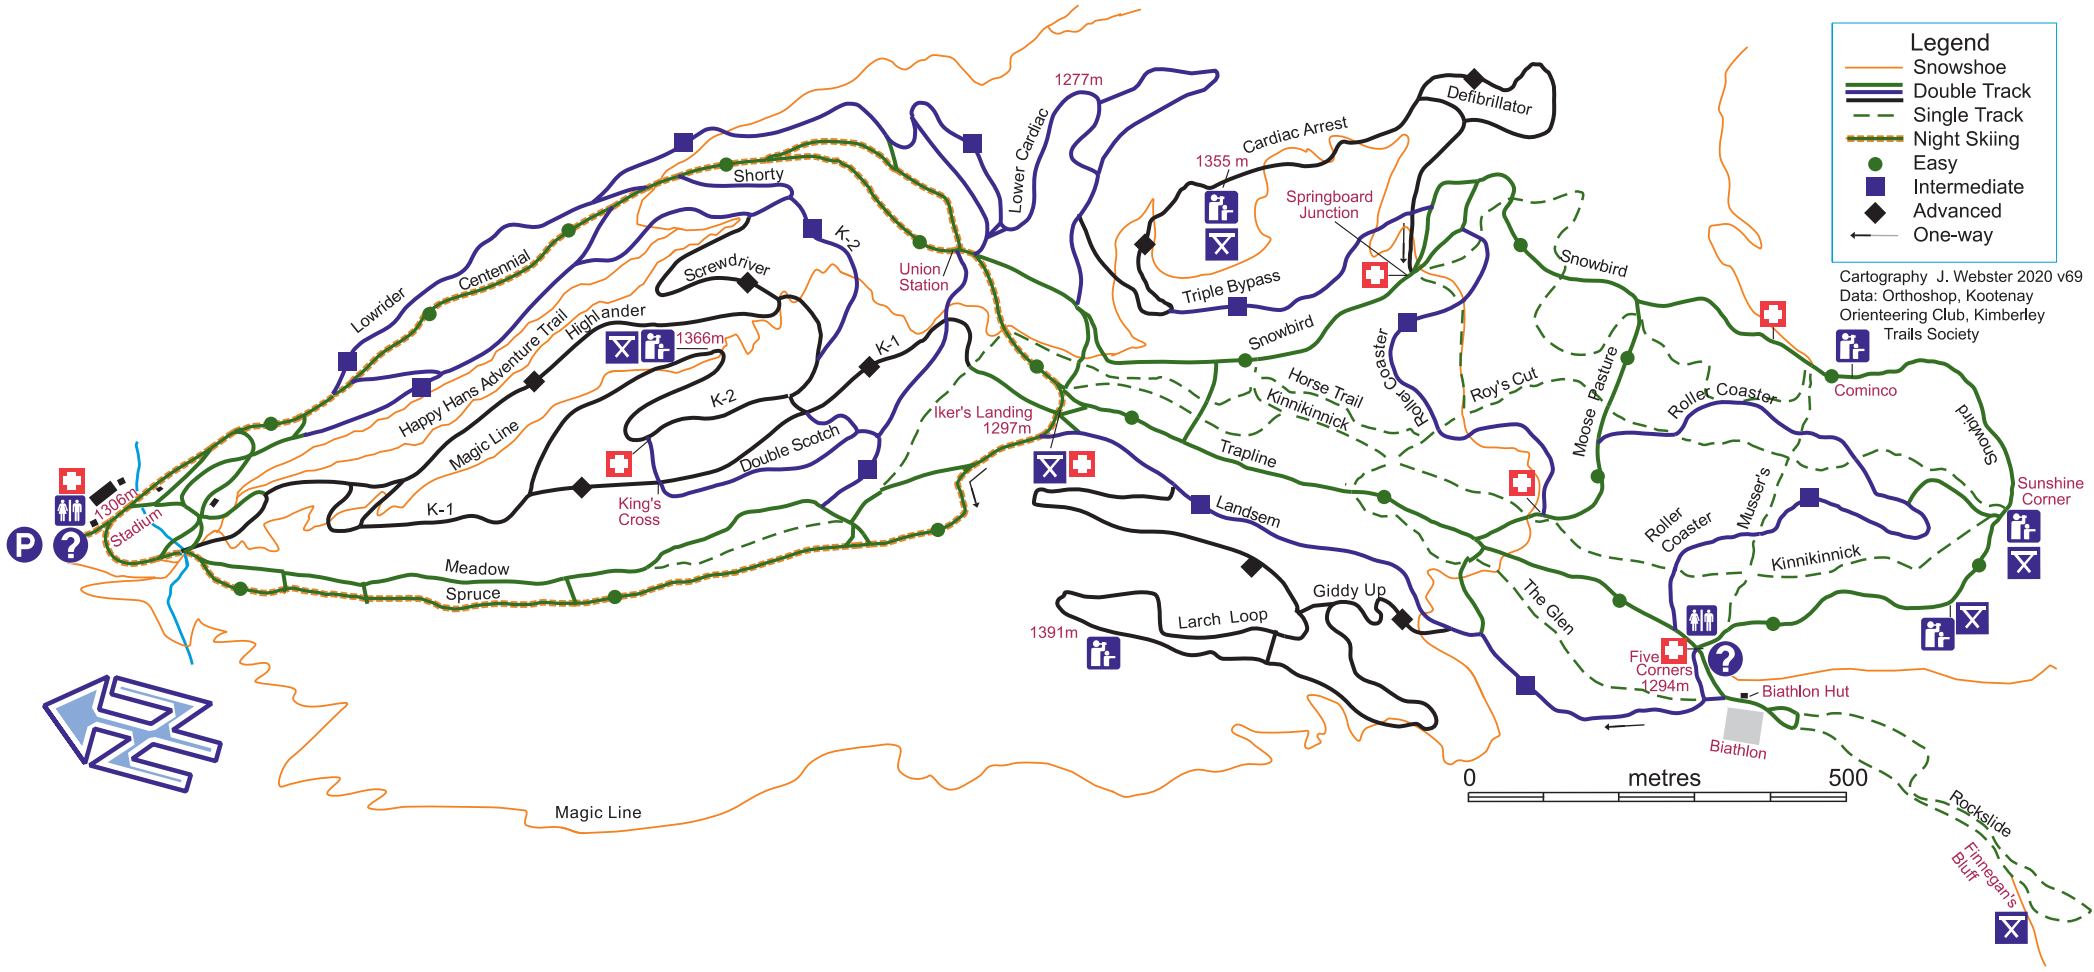 Legend
Snowshoe
Double Track
Single Track
Night Skiing
Easy
Intermediate
Advanced
One-way
Cartography J. Webster 2020 v69
Data: Orthoshop, Kootenay
Orienteering Club, Kimberley
Trails Society
1277m
Defibrillator
Cardiac Arrest
Lower Cardiac
1355 m
Shorty
Springboard
Junction
K-2
Union
Station
Snowbird
Screwdriver
Centennial
Triple Bypass
Lowrider
Highlander
Happy Hans Adventure Trail
1366m
K-1
Snowbird
Roller Coaster
Horse Trail
Kinnikinnick
Roy's Cut
Moose Pasture
Roller Coaster
Cominco
Snowbird
K-2
Iker's Landing
1297m
Magic Line
Double Scotch
Trapline
1306m
Stadium
K-1
King's
Cross
Landsem
Musser's
Roller
Coaster
Sunshine
Corner
Kinnikinnick
Meadow
Spruce
Giddy Up
Larch Loop
The Glen
1391m
Five
Corners
1294m
Biathlon Hut
Biathlon
P
?
?
0 metres 500
Magic Line
Rockslide
Finnegan's
Bluff